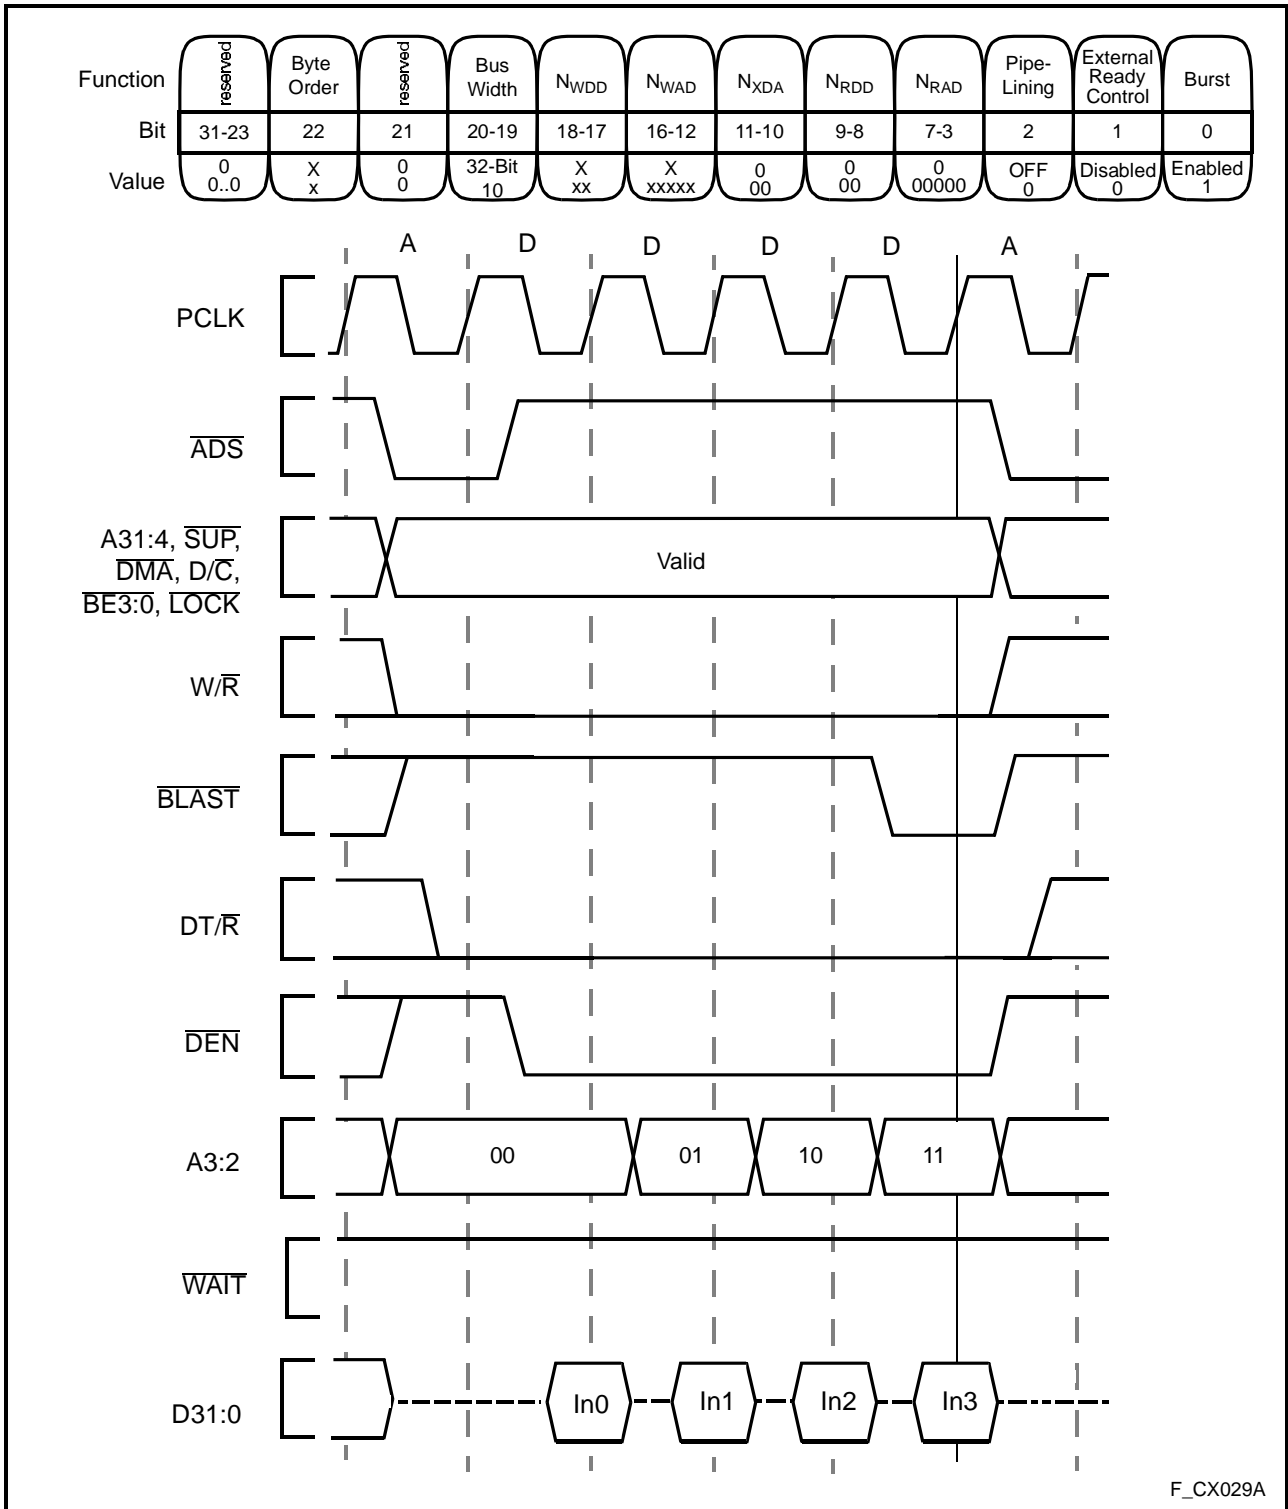 Function reserved Byte Order reserved Bus Width NWDD NWAD NXDA NRDD NRAD Pipe-Lining External Ready Control Burst
Bit 31-23 22 21 20-19 18-17 16-12 11-10 9-8 7-3 2 1 0
Value 0 0..0 X x 0 0 32-Bit 10 X xx X xxxxx 0 00 0 00 0 00000 OFF 0 Disabled 0 Enabled 1
A D D D D A
PCLK
ADS
A31:4, SUP,
DMA, D/C,
BE3:0, LOCK
Valid
W/R
BLAST
DT/R
DEN
A3:2 00 01 10 11
WAIT
D31:0 In0 In1 In2 In3
F_CX029A